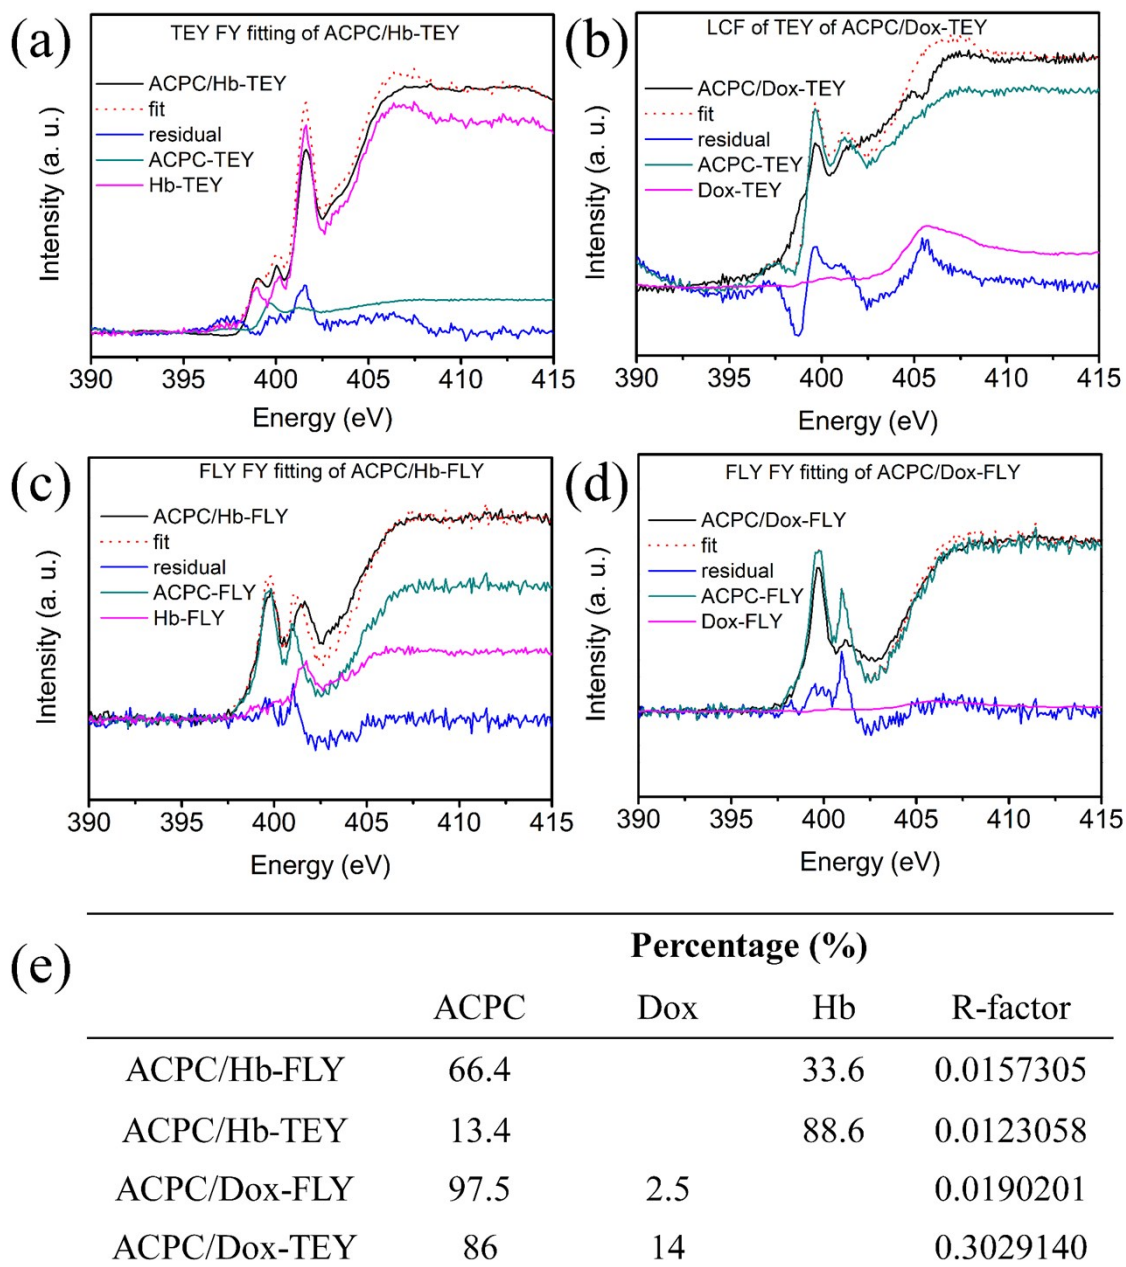 (a)
TEY FY fitting of ACPC/Hb-TEY
ACPC/Hb-TEY
fit
residual
ACPC-TEY
Hb-TEY
Intensity (a. u.)
390 395 400 405 410 415
Energy (eV)
(b)
LCF of TEY of ACPC/Dox-TEY
ACPC/Dox-TEY
fit
residual
ACPC-TEY
Dox-TEY
Intensity (a. u.)
390 395 400 405 410 415
Energy (eV)
(c)
FLY FY fitting of ACPC/Hb-FLY
ACPC/Hb-FLY
fit
residual
ACPC-FLY
Hb-FLY
Intensity (a. u.)
390 395 400 405 410 415
Energy (eV)
(d)
FLY FY fitting of ACPC/Dox-FLY
ACPC/Dox-FLY
fit
residual
ACPC-FLY
Dox-FLY
Intensity (a. u.)
390 395 400 405 410 415
Energy (eV)
(e)
Percentage (%)
ACPC Dox Hb R-factor
ACPC/Hb-FLY 66.4 33.6 0.0157305
ACPC/Hb-TEY 13.4 88.6 0.0123058
ACPC/Dox-FLY 97.5 2.5 0.0190201
ACPC/Dox-TEY 86 14 0.3029140